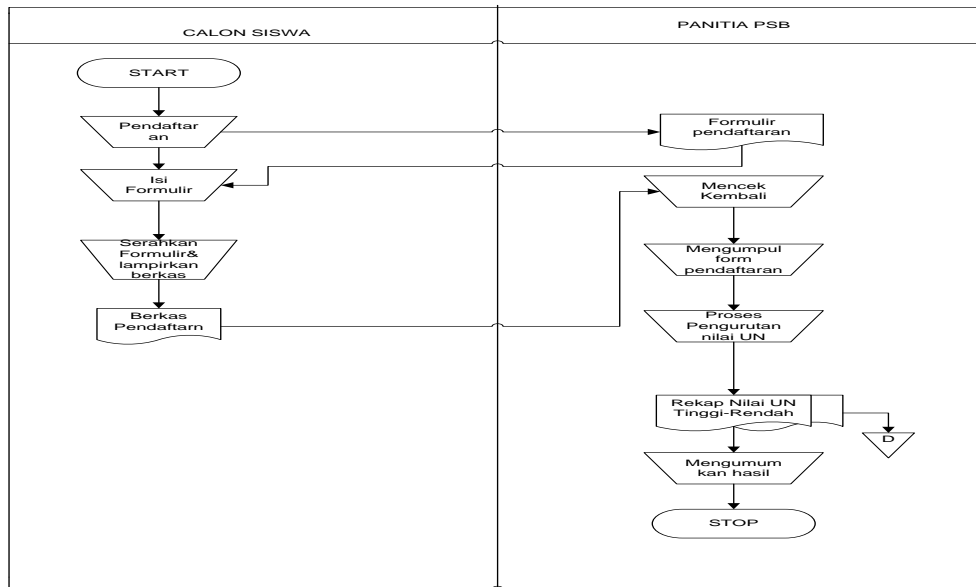 CALON SISWA
PANITIA PSB
START
Pendaftar
an
Formulir
pendaftaran
Isi
Formulir
Mencek
Kembali
Serahkan
Formulir&
lampirkan
berkas
Mengumpul
form
pendaftaran
Berkas
Pendaftarn
Proses
Pengurutan
nilai UN
Rekap Nilai UN
Tinggi-Rendah
D
Mengumum
kan hasil
STOP